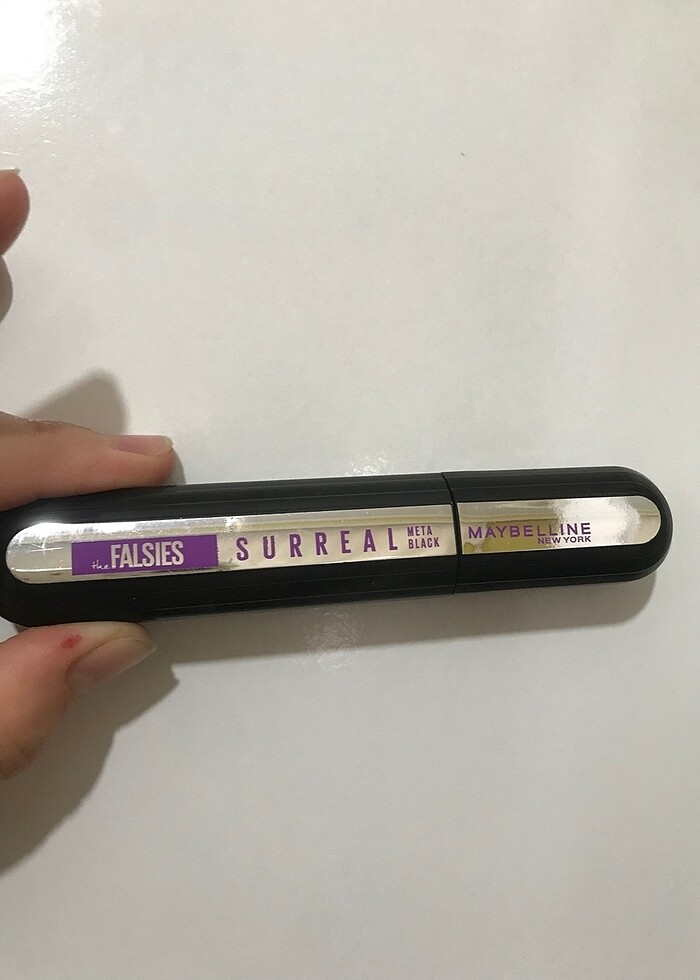 the FALSIES
SURREAL
META
BLACK
MAYBELLINE
NEW YORK